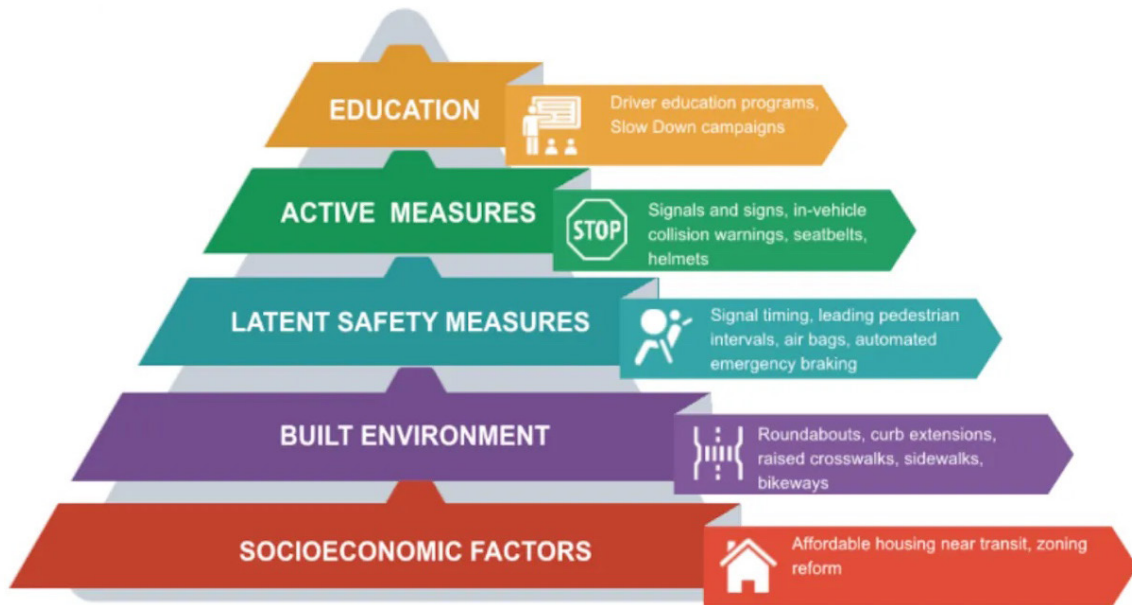 EDUCATION
Driver education programs,
Slow Down campaigns
ACTIVE MEASURES
STOP
Signals and signs, in-vehicle
collision warnings, seatbelts,
helmets
LATENT SAFETY MEASURES
Signal timing, leading pedestrian
intervals, air bags, automated
emergency braking
BUILT ENVIRONMENT
Roundabouts, curb extensions,
raised crosswalks, sidewalks,
bikeways
SOCIOECONOMIC FACTORS
Affordable housing near transit, zoning
reform